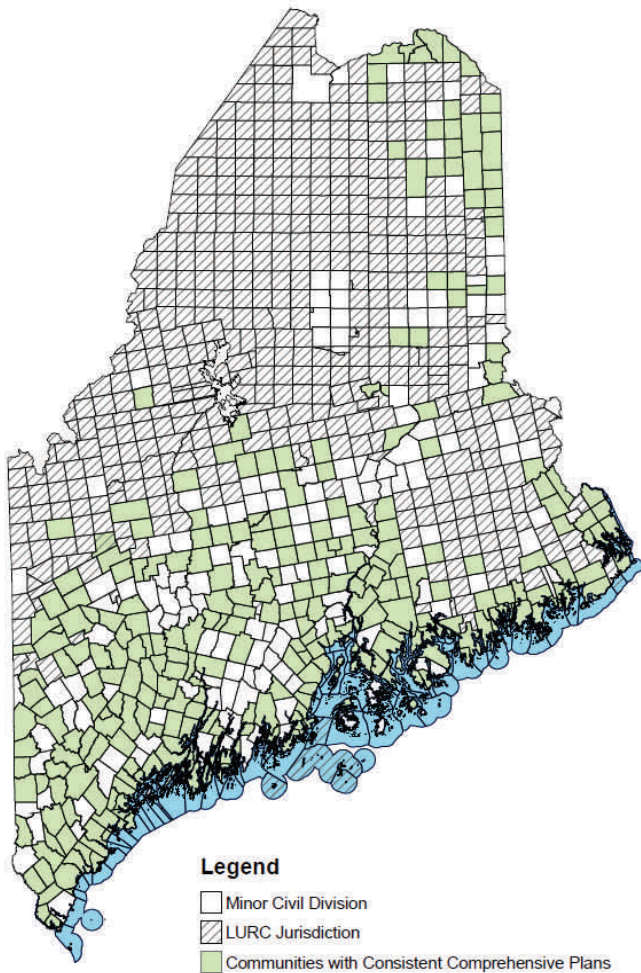 Legend
Minor Civil Division
LURC Jurisdiction
Communities with Consistent Comprehensive Plans